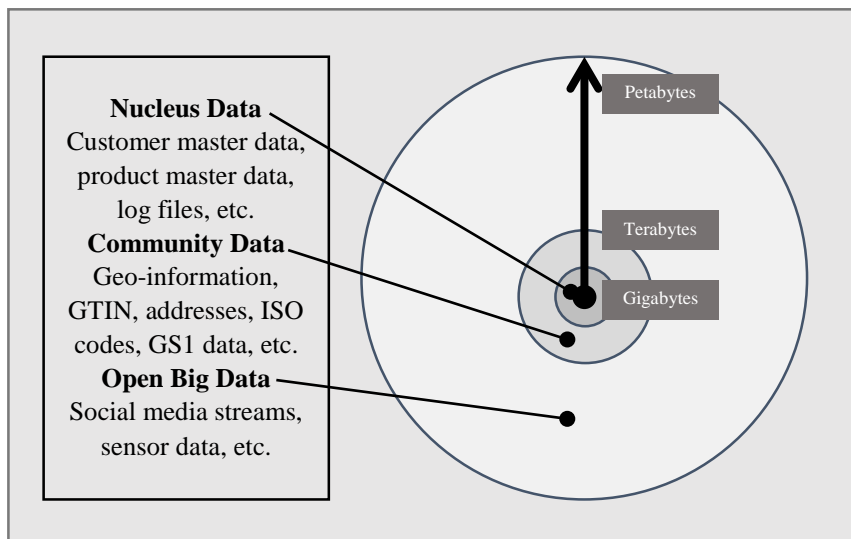 Nucleus Data
Customer master data,
product master data,
log files, etc.
Community Data
Geo-information,
GTIN, addresses, ISO
codes, GS1 data, etc.
Open Big Data
Social media streams,
sensor data, etc.
Petabytes
Terabytes
Gigabytes